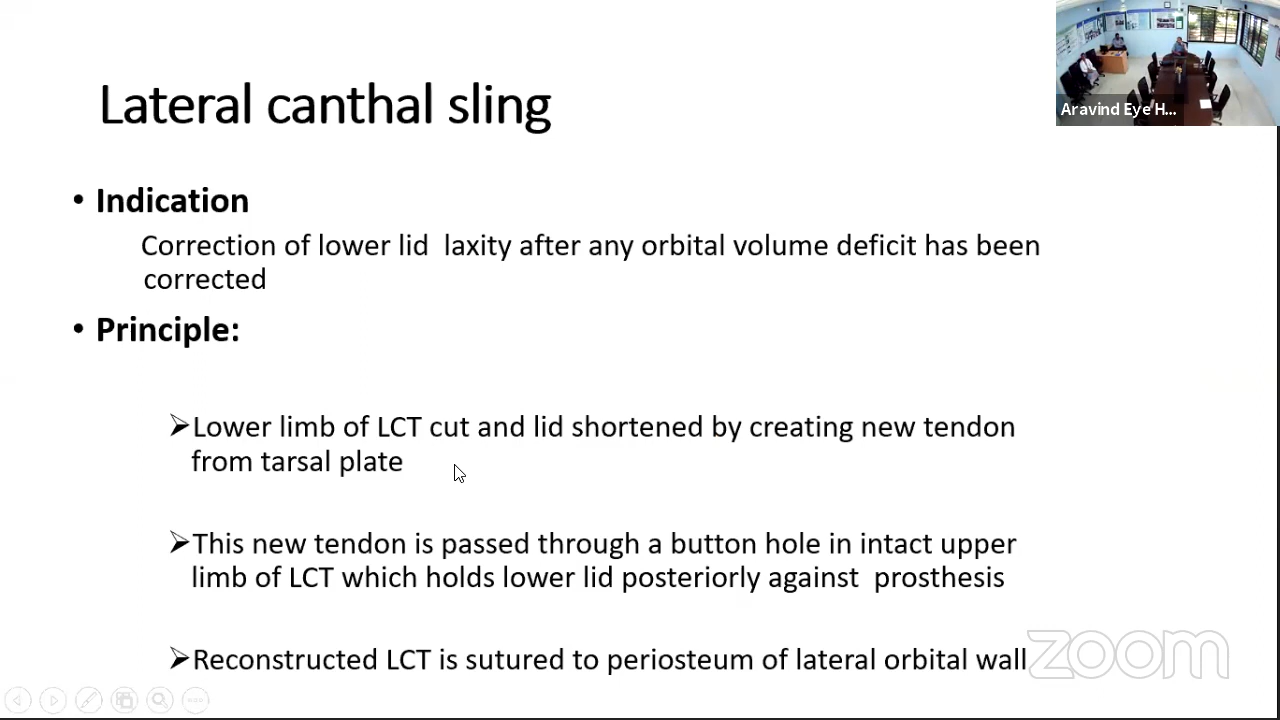 Aravind Eye H...
Lateral canthal sling
• Indication
Correction of lower lid laxity after any orbital volume deficit has been
corrected
• Principle:
➢Lower limb of LCT cut and lid shortened by creating new tendon
from tarsal plate
➢This new tendon is passed through a button hole in intact upper
limb of LCT which holds lower lid posteriorly against prosthesis
➢Reconstructed LCT is sutured to periosteum of lateral orbital wall
zoom